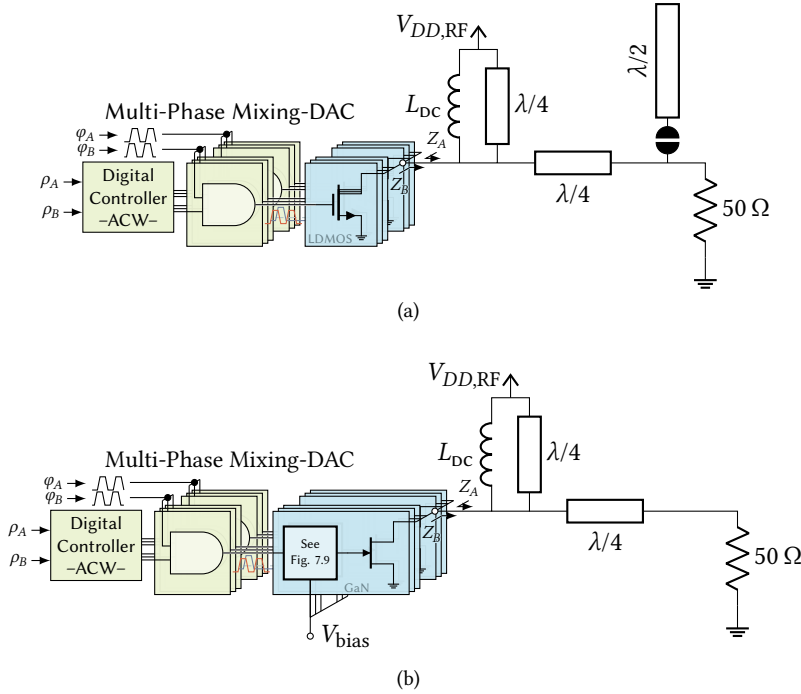 V_DD,RF
λ/2
L_DC
λ/4
Multi-Phase Mixing-DAC
φ_A
φ_B
Z_A
Z_B
ρ_A
ρ_B
Digital
Controller
–ACW–
LDMOS
λ/4
50 Ω
(a)
V_DD,RF
L_DC
λ/4
Multi-Phase Mixing-DAC
φ_A
φ_B
Z_A
Z_B
ρ_A
ρ_B
Digital
Controller
–ACW–
See
Fig. 7.9
GaN
λ/4
50 Ω
V_bias
(b)